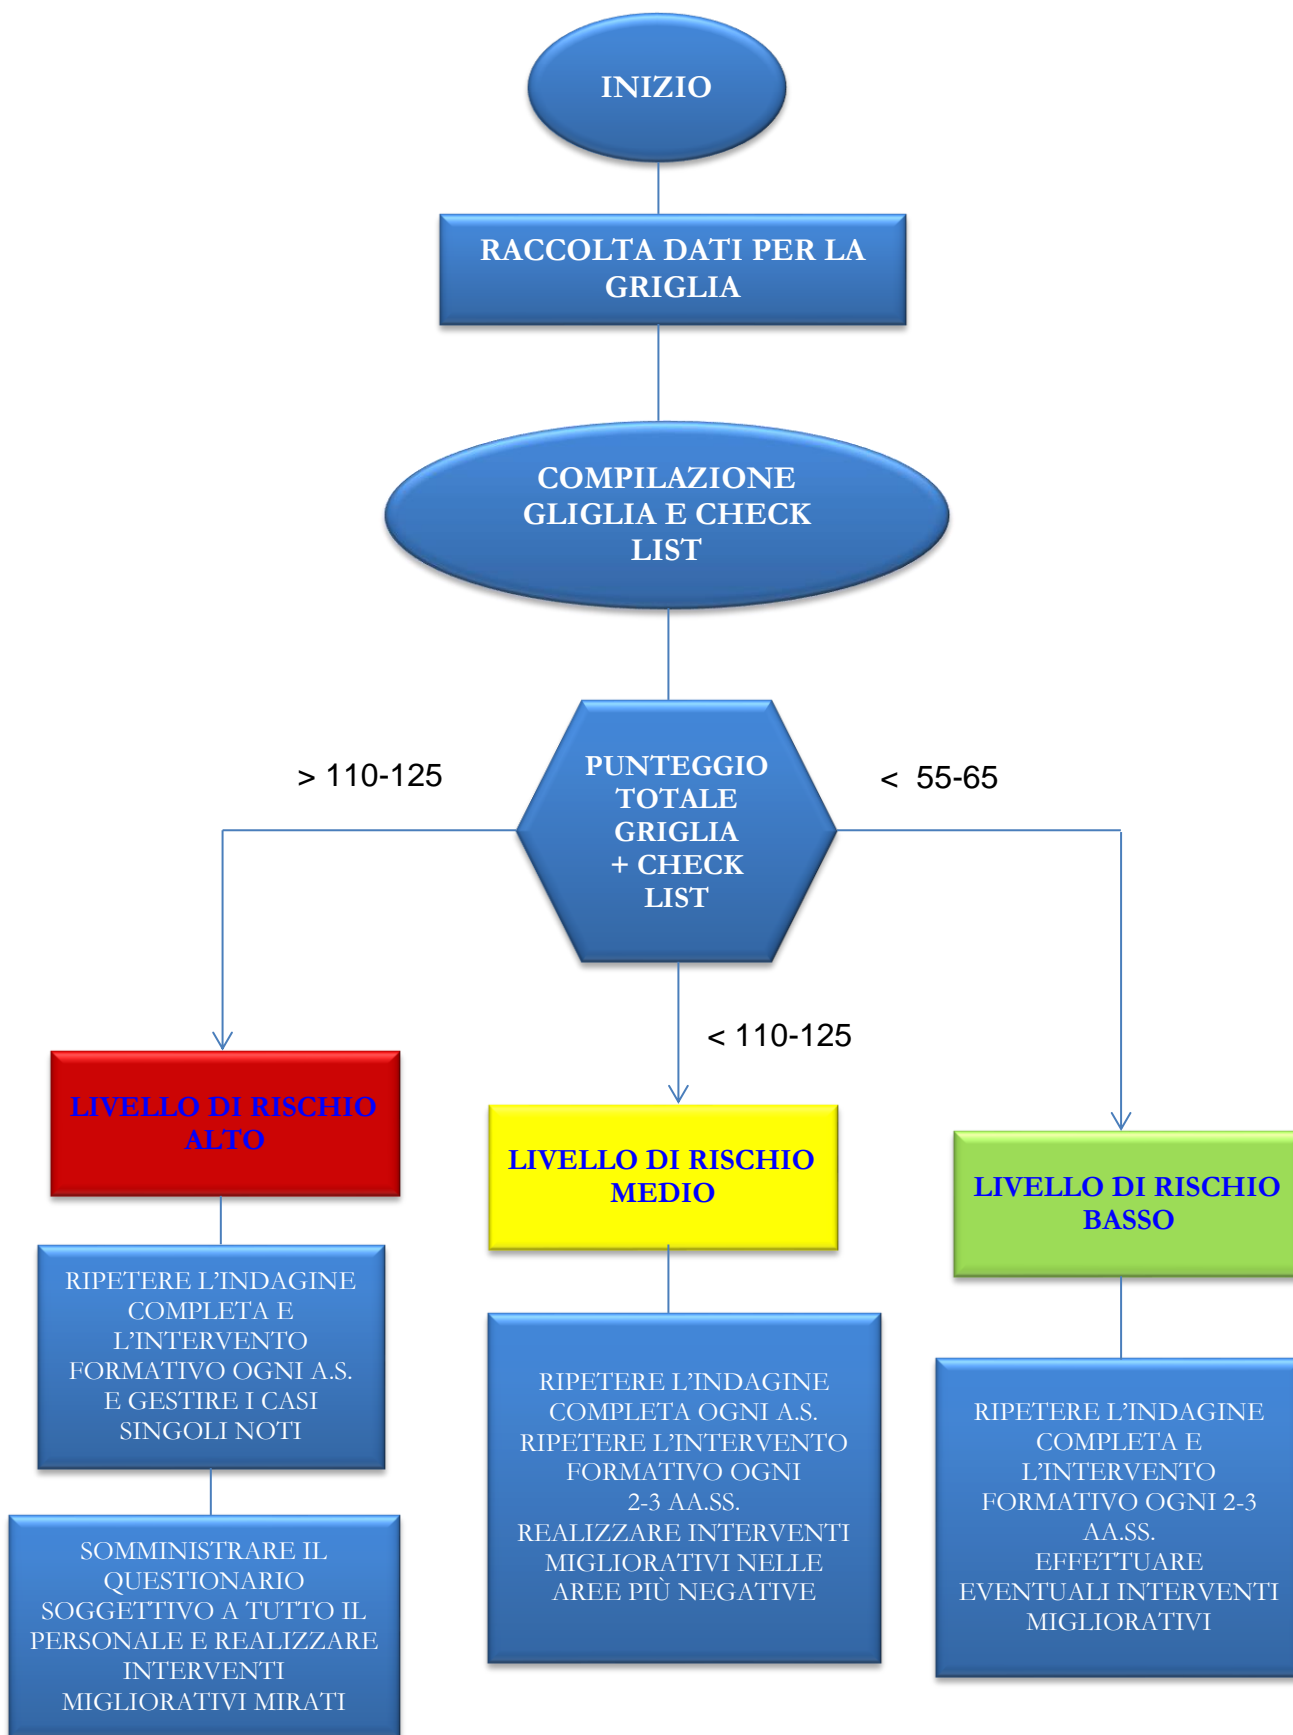 INIZIO
RACCOLTA DATI PER LA
GRIGLIA
COMPILAZIONE
GLIGLIA E CHECK
LIST
PUNTEGGIO
TOTALE
GRIGLIA
+ CHECK
LIST
> 110-125
< 55-65
< 110-125
LIVELLO DI RISCHIO
ALTO
RIPETERE L’INDAGINE
COMPLETA E
L’INTERVENTO
FORMATIVO OGNI A.S.
E GESTIRE I CASI
SINGOLI NOTI
SOMMINISTRARE IL
QUESTIONARIO
SOGGETTIVO A TUTTO IL
PERSONALE E REALIZZARE
INTERVENTI
MIGLIORATIVI MIRATI
LIVELLO DI RISCHIO
MEDIO
RIPETERE L’INDAGINE
COMPLETA OGNI A.S.
RIPETERE L’INTERVENTO
FORMATIVO OGNI
2-3 AA.SS.
REALIZZARE INTERVENTI
MIGLIORATIVI NELLE
AREE PIÙ NEGATIVE
LIVELLO DI RISCHIO
BASSO
RIPETERE L’INDAGINE
COMPLETA E
L’INTERVENTO
FORMATIVO OGNI 2-3
AA.SS.
EFFETTUARE
EVENTUALI INTERVENTI
MIGLIORATIVI